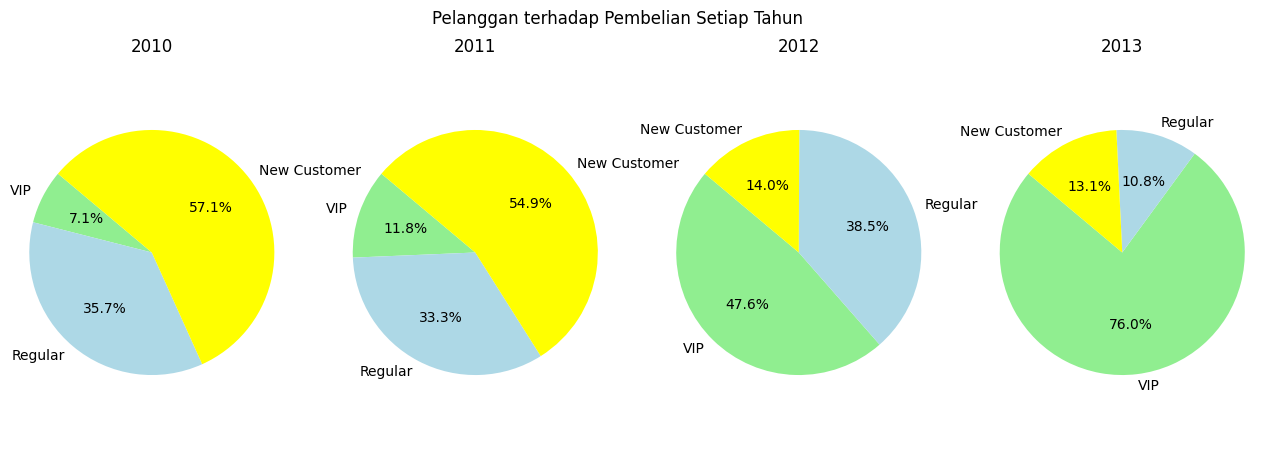 Pelanggan terhadap Pembelian Setiap Tahun
2010
VIP
7.1%
New Customer
57.1%
Regular
35.7%
2011
VIP
11.8%
New Customer
54.9%
Regular
33.3%
2012
New Customer
14.0%
Regular
38.5%
VIP
47.6%
2013
New Customer
13.1%
Regular
10.8%
VIP
76.0%